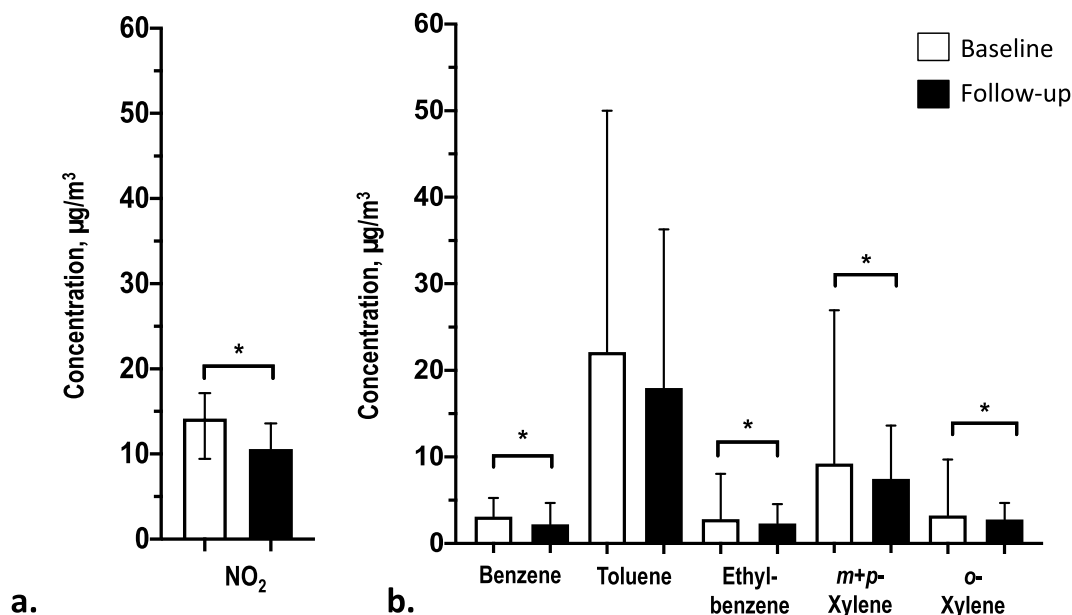 60
50
40
30
20
10
0
Concentration, µg/m³
*
NO₂
a.
60
50
40
30
20
10
0
Concentration, µg/m³
Baseline
Follow-up
*
*
*
*
Benzene
Toluene
Ethyl-
benzene
m+p-
Xylene
o-
Xylene
b.